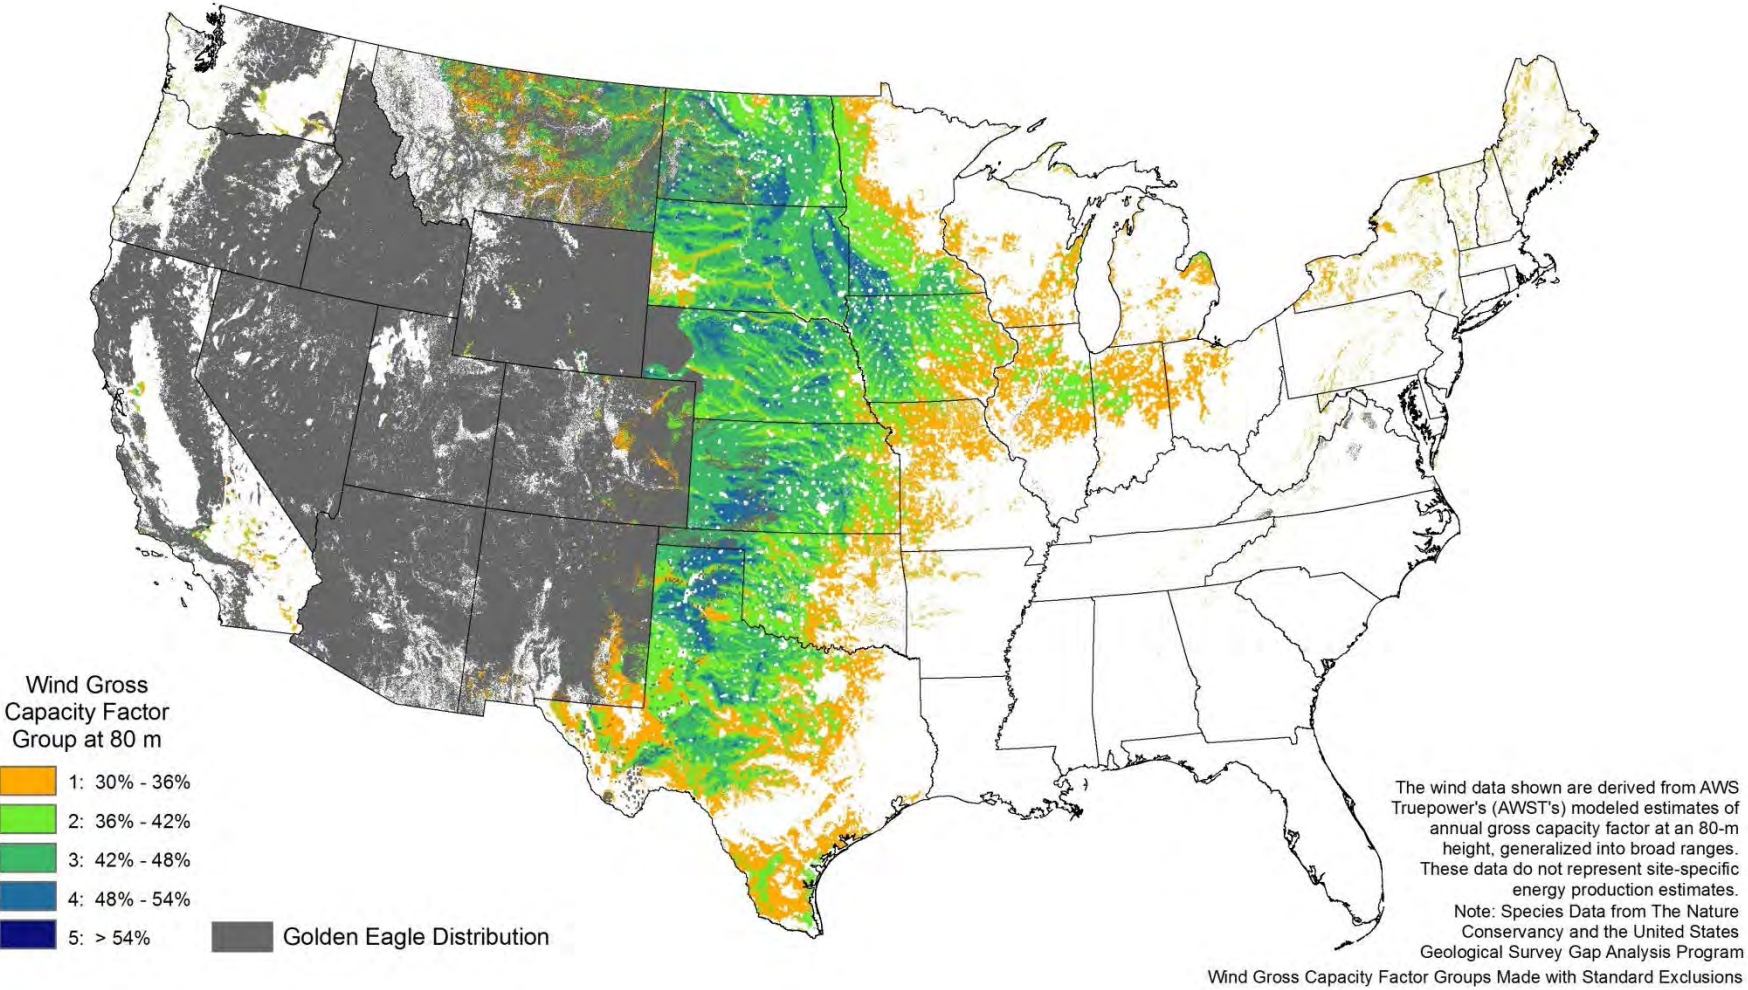 Wind Gross
Capacity Factor
Group at 80 m
1: 30% - 36%
2: 36% - 42%
3: 42% - 48%
4: 48% - 54%
5: > 54%
Golden Eagle Distribution
The wind data shown are derived from AWS
Truepower's (AWST's) modeled estimates of
annual gross capacity factor at an 80-m
height, generalized into broad ranges.
These data do not represent site-specific
energy production estimates.
Note: Species Data from The Nature
Conservancy and the United States
Geological Survey Gap Analysis Program
Wind Gross Capacity Factor Groups Made with Standard Exclusions